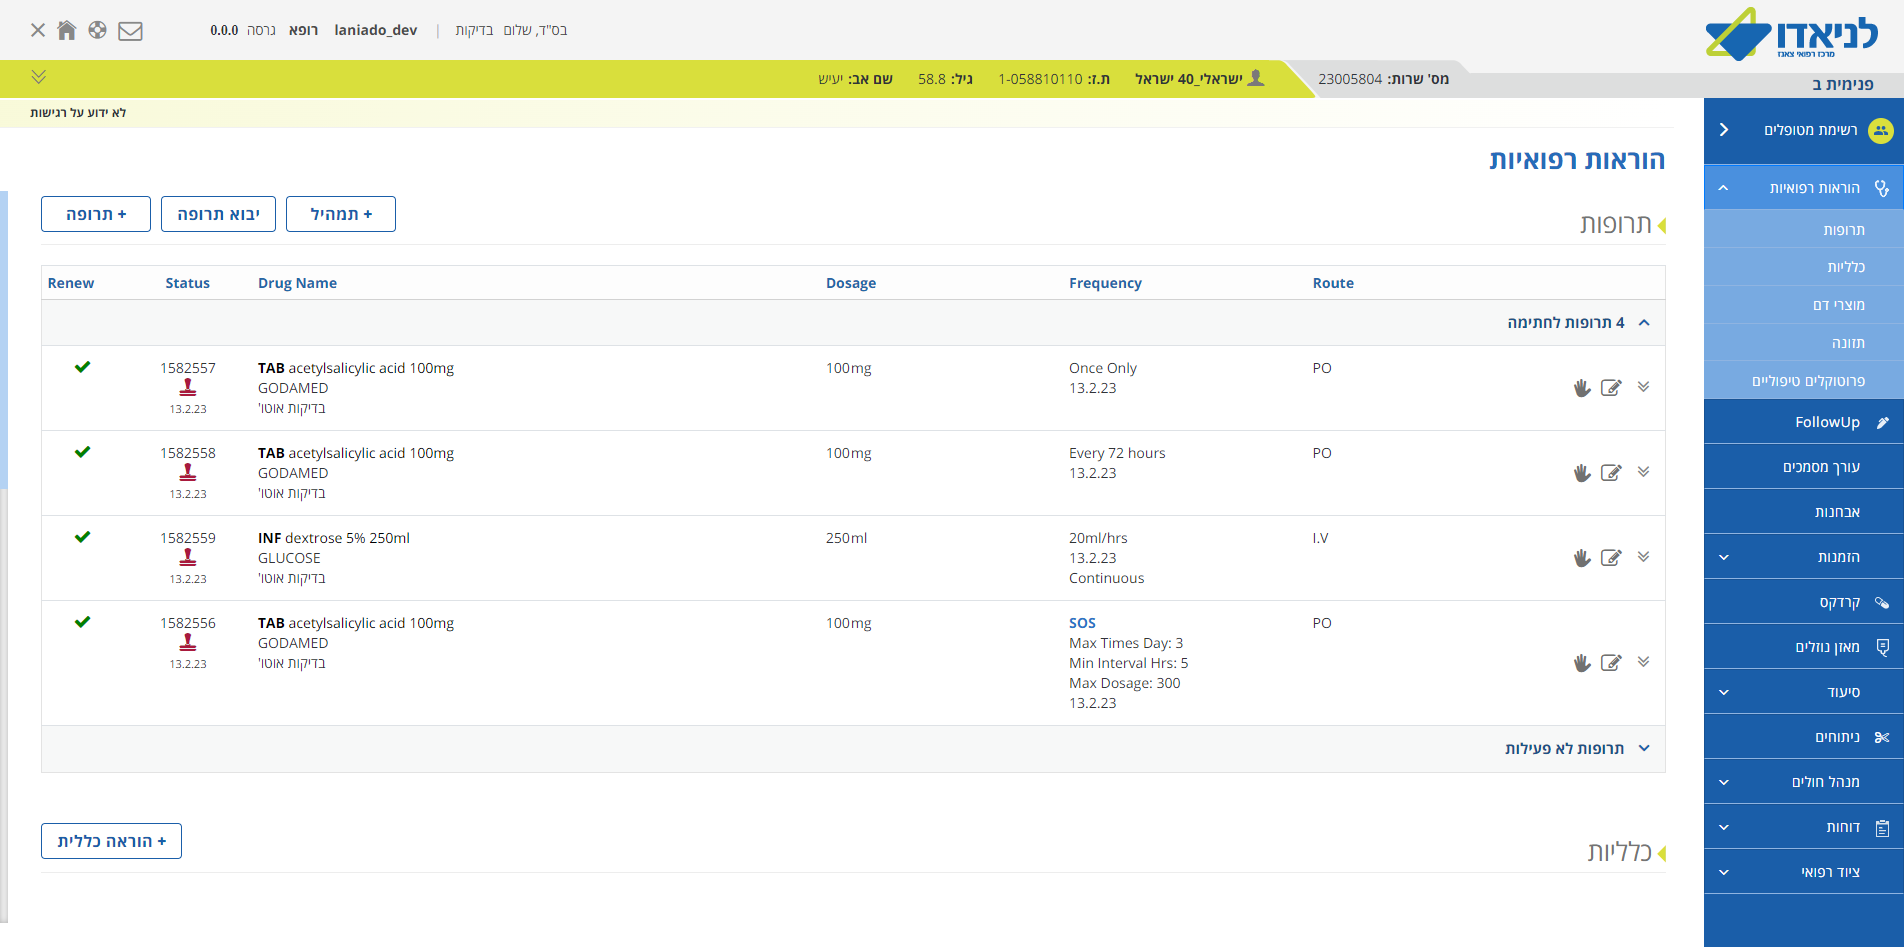 לניאדו
מרכז רפואי צאנז
בס"ד, שלום בדיקות | laniado_dev רופא גרסה 0.0.0
פנימית ב
מס' שרות: 23005804
ישראלי_40 ישראל ת.ז: 1-058810110 גיל: 58.8 שם אב: יעיש
לא ידוע על רגישות
רשימת מטופלים
הוראות רפואיות
תרופות
כלליות
מוצרי דם
תזונה
פרוטוקלים טיפוליים
FollowUp
עורך מסמכים
אבחנות
הזמנות
קרדקס
מאזן נוזלים
סיעוד
ניתוחים
מנהל חולים
דוחות
ציוד רפואי
הוראות רפואיות
תרופות
+ תמהיל
יבוא תרופה
+ תרופה
Renew Status Drug Name Dosage Frequency Route
4 תרופות לחתימה
1582557 TAB acetylsalicylic acid 100mg 100mg Once Only PO
GODAMED 13.2.23
13.2.23 בדיקות אוטו'
1582558 TAB acetylsalicylic acid 100mg 100mg Every 72 hours PO
GODAMED 13.2.23
13.2.23 בדיקות אוטו'
1582559 INF dextrose 5% 250ml 250ml 20ml/hrs I.V
GLUCOSE 13.2.23
13.2.23 בדיקות אוטו' Continuous
1582556 TAB acetylsalicylic acid 100mg 100mg SOS PO
GODAMED Max Times Day: 3
13.2.23 בדיקות אוטו' Min Interval Hrs: 5
Max Dosage: 300
13.2.23
תרופות לא פעילות
כלליות
+ הוראה כללית